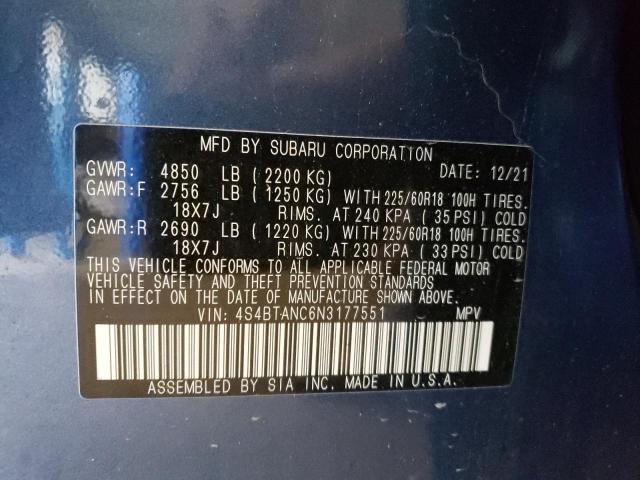 MFD BY SUBARU CORPORATION
GVWR: 4850 LB ( 2200 KG) DATE: 12/21
GAWR:F 2756 LB ( 1250 KG) WITH 225/60R18 100H TIRES.
18X7J RIMS. AT 240 KPA ( 35 PSI) COLD
GAWR:R 2690 LB ( 1220 KG) WITH 225/60R18 100H TIRES.
18X7J RIMS. AT 230 KPA ( 33 PSI) COLD
THIS VEHICLE CONFORMS TO ALL APPLICABLE FEDERAL MOTOR
VEHICLE SAFETY AND THEFT PREVENTION STANDARDS
IN EFFECT ON THE DATE OF MANUFACTURE SHOWN ABOVE.
VIN: 4S4BTANC6N3177551 MPV
ASSEMBLED BY SIA INC. MADE IN U.S.A.